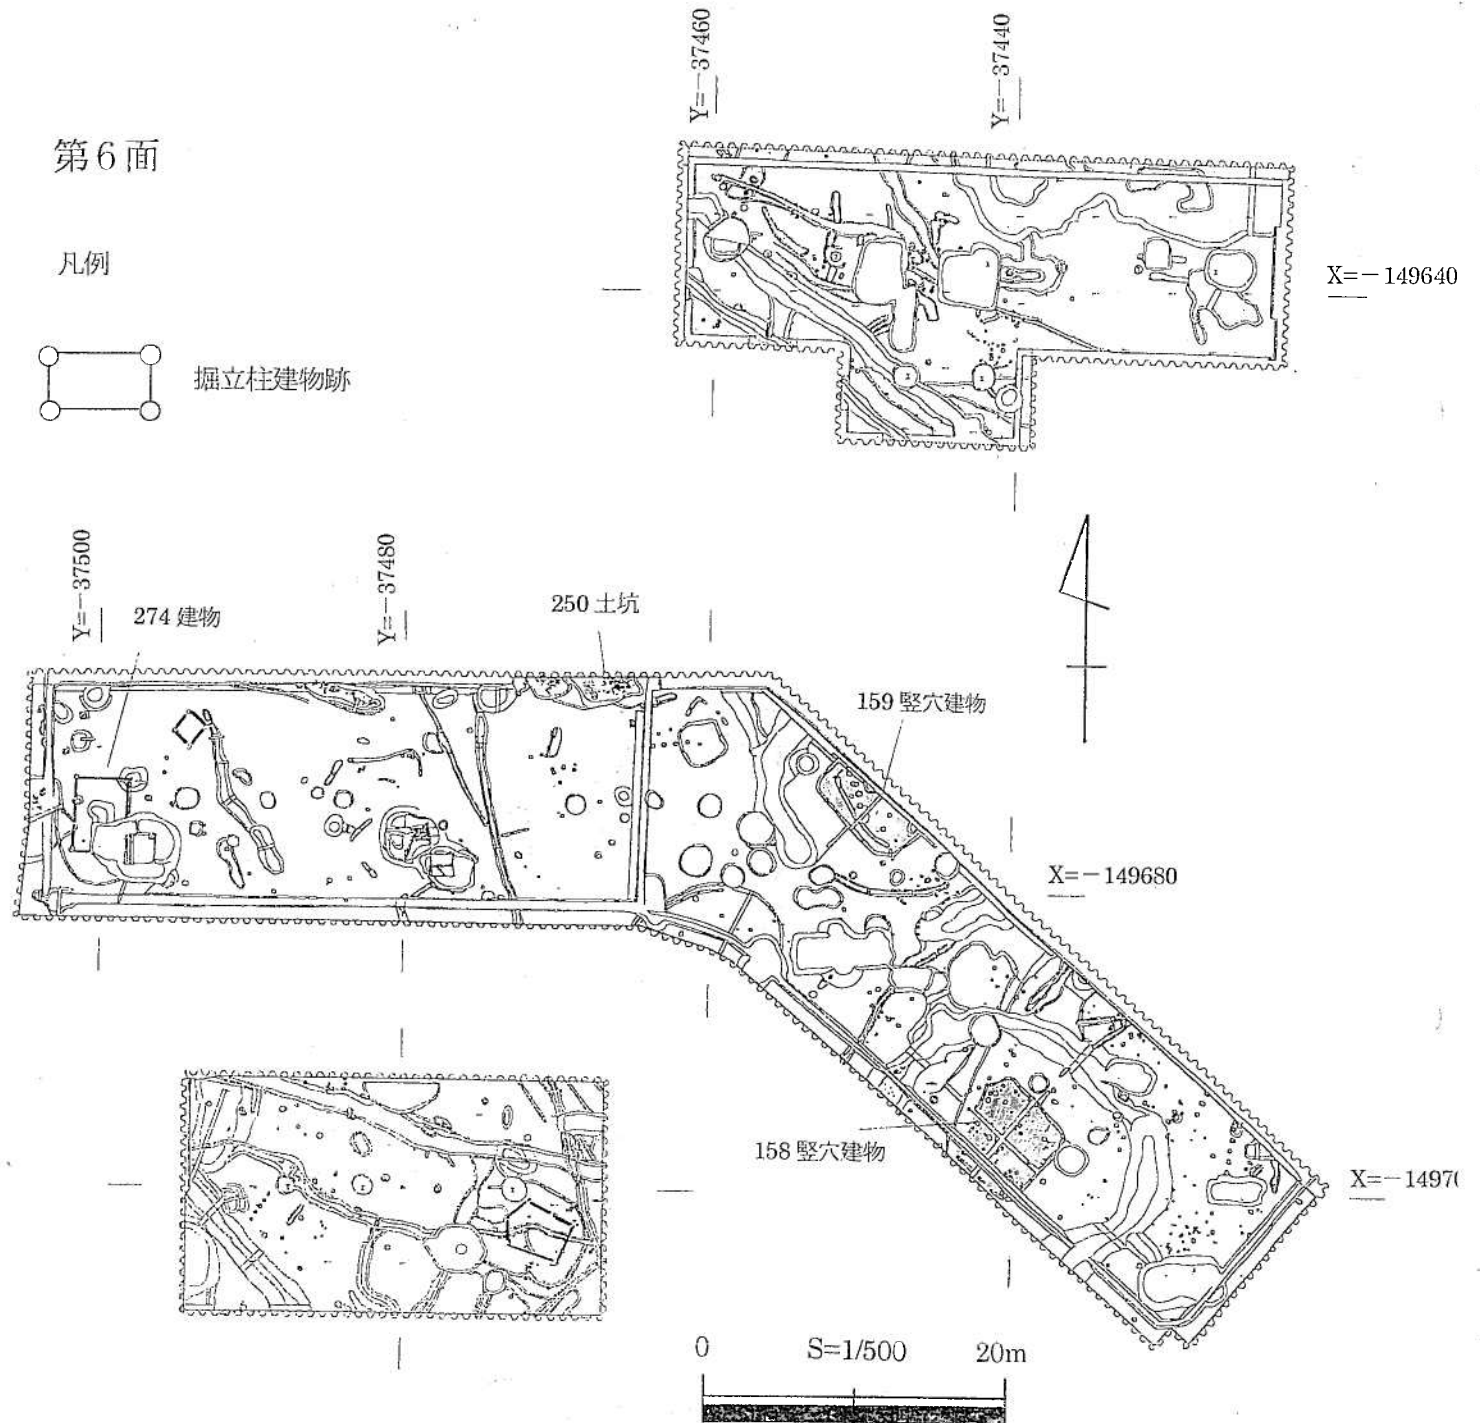 Y=-37460
Y=-37440
第6面
凡例
掘立柱建物跡
X=-149640
Y=-37500
Y=-37480
274 建物
250 土坑
159 竪穴建物
X=-149680
158 竪穴建物
X=-1497
0 S=1/500 20m